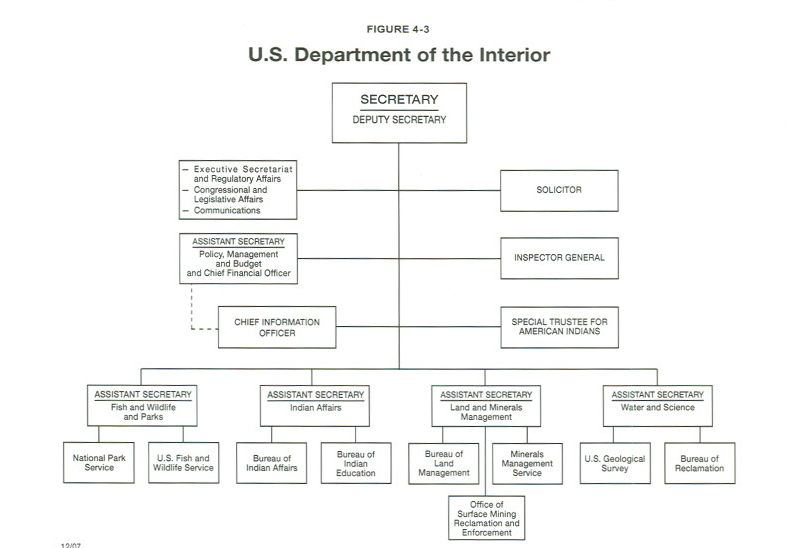 FIGURE 4-3
U.S. Department of the Interior
SECRETARY
DEPUTY SECRETARY
— Executive Secretariat
and Regulatory Affairs
— Congressional and
Legislative Affairs
— Communications
SOLICITOR
ASSISTANT SECRETARY
Policy, Management
and Budget
and Chief Financial Officer
INSPECTOR GENERAL
CHIEF INFORMATION
OFFICER
SPECIAL TRUSTEE FOR
AMERICAN INDIANS
ASSISTANT SECRETARY
Fish and Wildlife
and Parks
ASSISTANT SECRETARY
Indian Affairs
ASSISTANT SECRETARY
Land and Minerals
Management
ASSISTANT SECRETARY
Water and Science
National Park
Service
U.S. Fish and
Wildlife Service
Bureau of
Indian Affairs
Bureau of
Indian
Education
Bureau of
Land
Management
Minerals
Management
Service
U.S. Geological
Survey
Bureau of
Reclamation
Office of
Surface Mining
Reclamation and
Enforcement
12/07